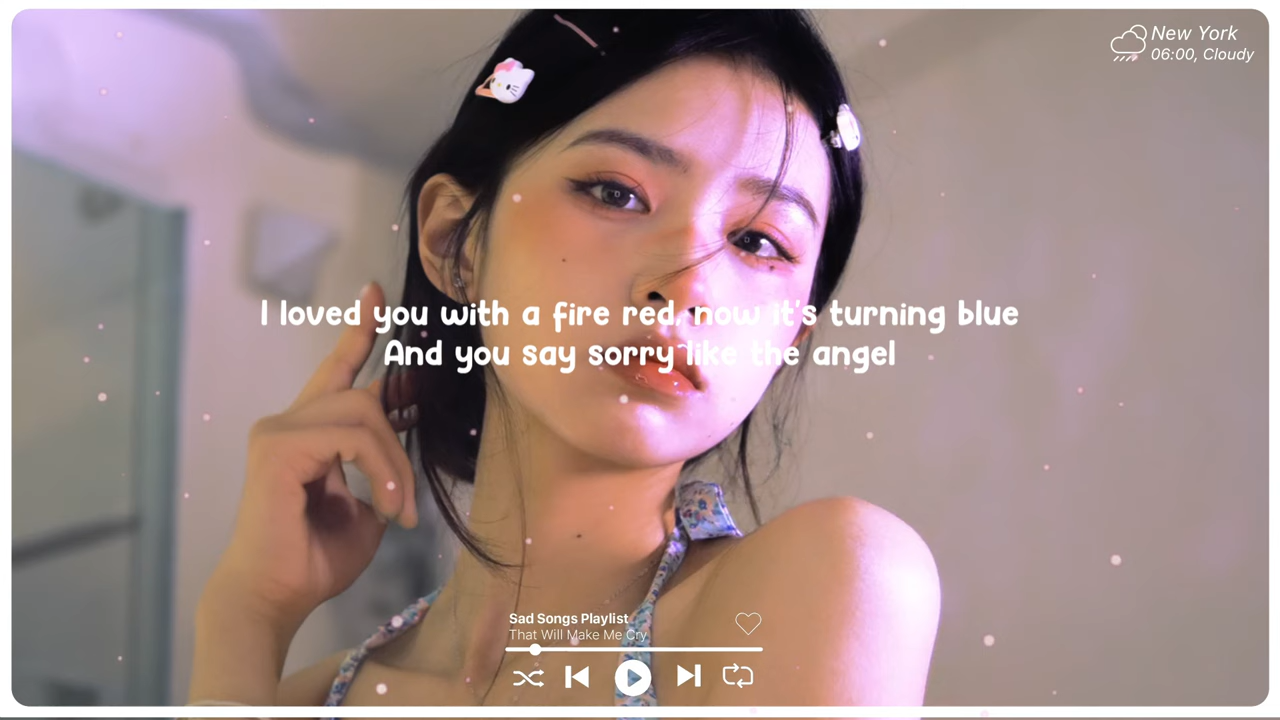 New York
06:00, Cloudy
I loved you with a fire red, now it's turning blue
And you say sorry like the angel
Sad Songs Playlist
That Will Make Me Cry